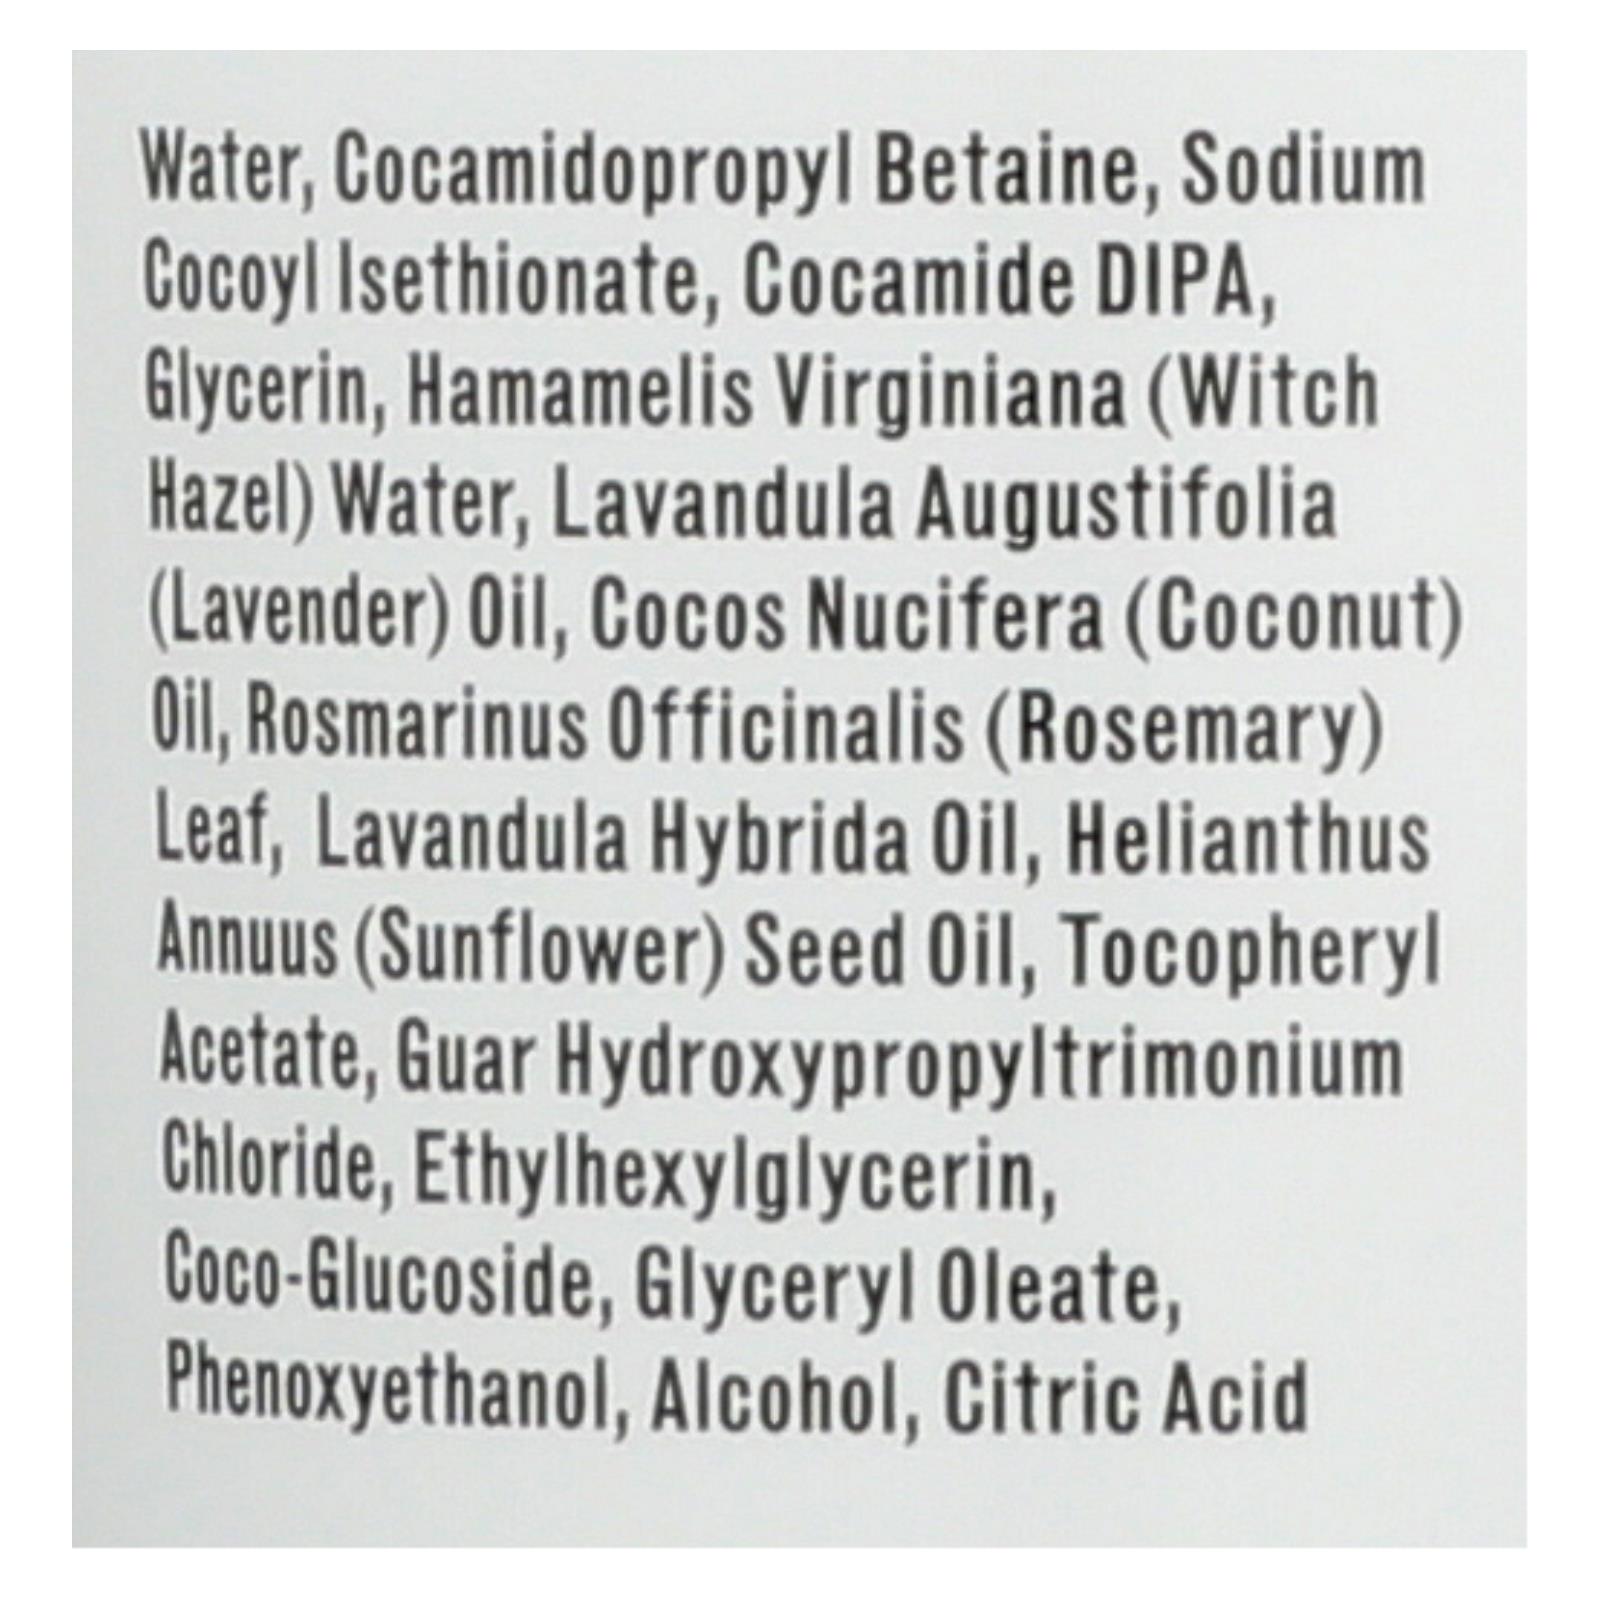 Water, Cocamidopropyl Betaine, Sodium
Cocoyl Isethionate, Cocamide DIPA,
Glycerin, Hamamelis Virginiana (Witch
Hazel) Water, Lavandula Augustifolia
(Lavender) Oil, Cocos Nucifera (Coconut)
Oil, Rosmarinus Officinalis (Rosemary)
Leaf, Lavandula Hybrida Oil, Helianthus
Annuus (Sunflower) Seed Oil, Tocopheryl
Acetate, Guar Hydroxypropyltrimonium
Chloride, Ethylhexylglycerin,
Coco-Glucoside, Glyceryl Oleate,
Phenoxyethanol, Alcohol, Citric Acid